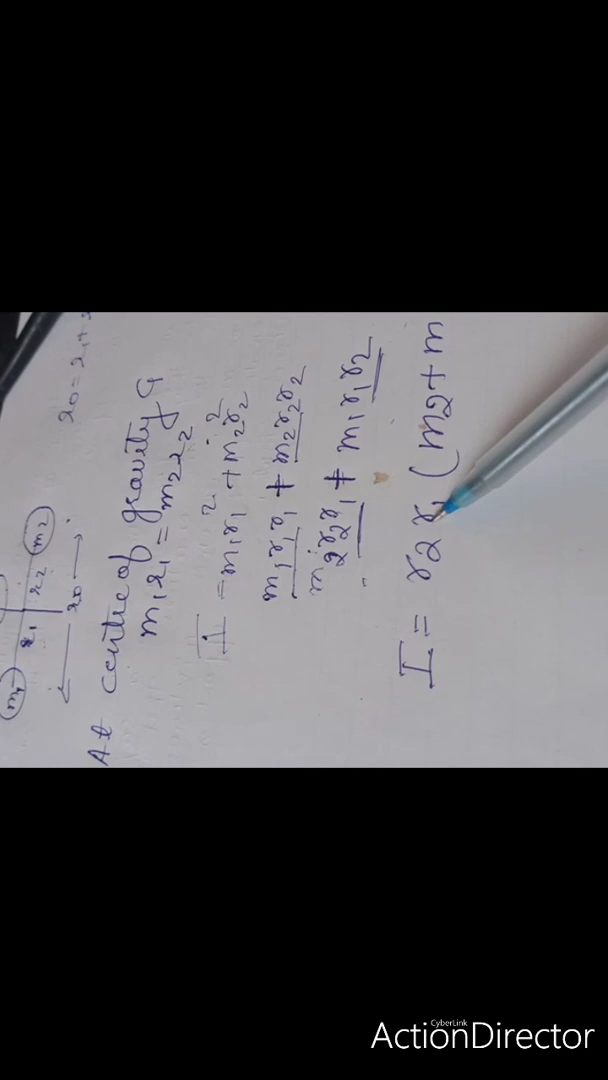 m₁ m₂
r₁ r₂
r₀
r₀ = r₁ +
At centre of gravity G
m₁r₁ = m₂r₂
I = m₁r₁² + m₂r₂²
m₁r₁r₁ + m₂r₂r₂
= m₂r₂r₁ + m₁r₁r₂
I = r₂r₁ (m₂ + m
CyberLink
ActionDirector